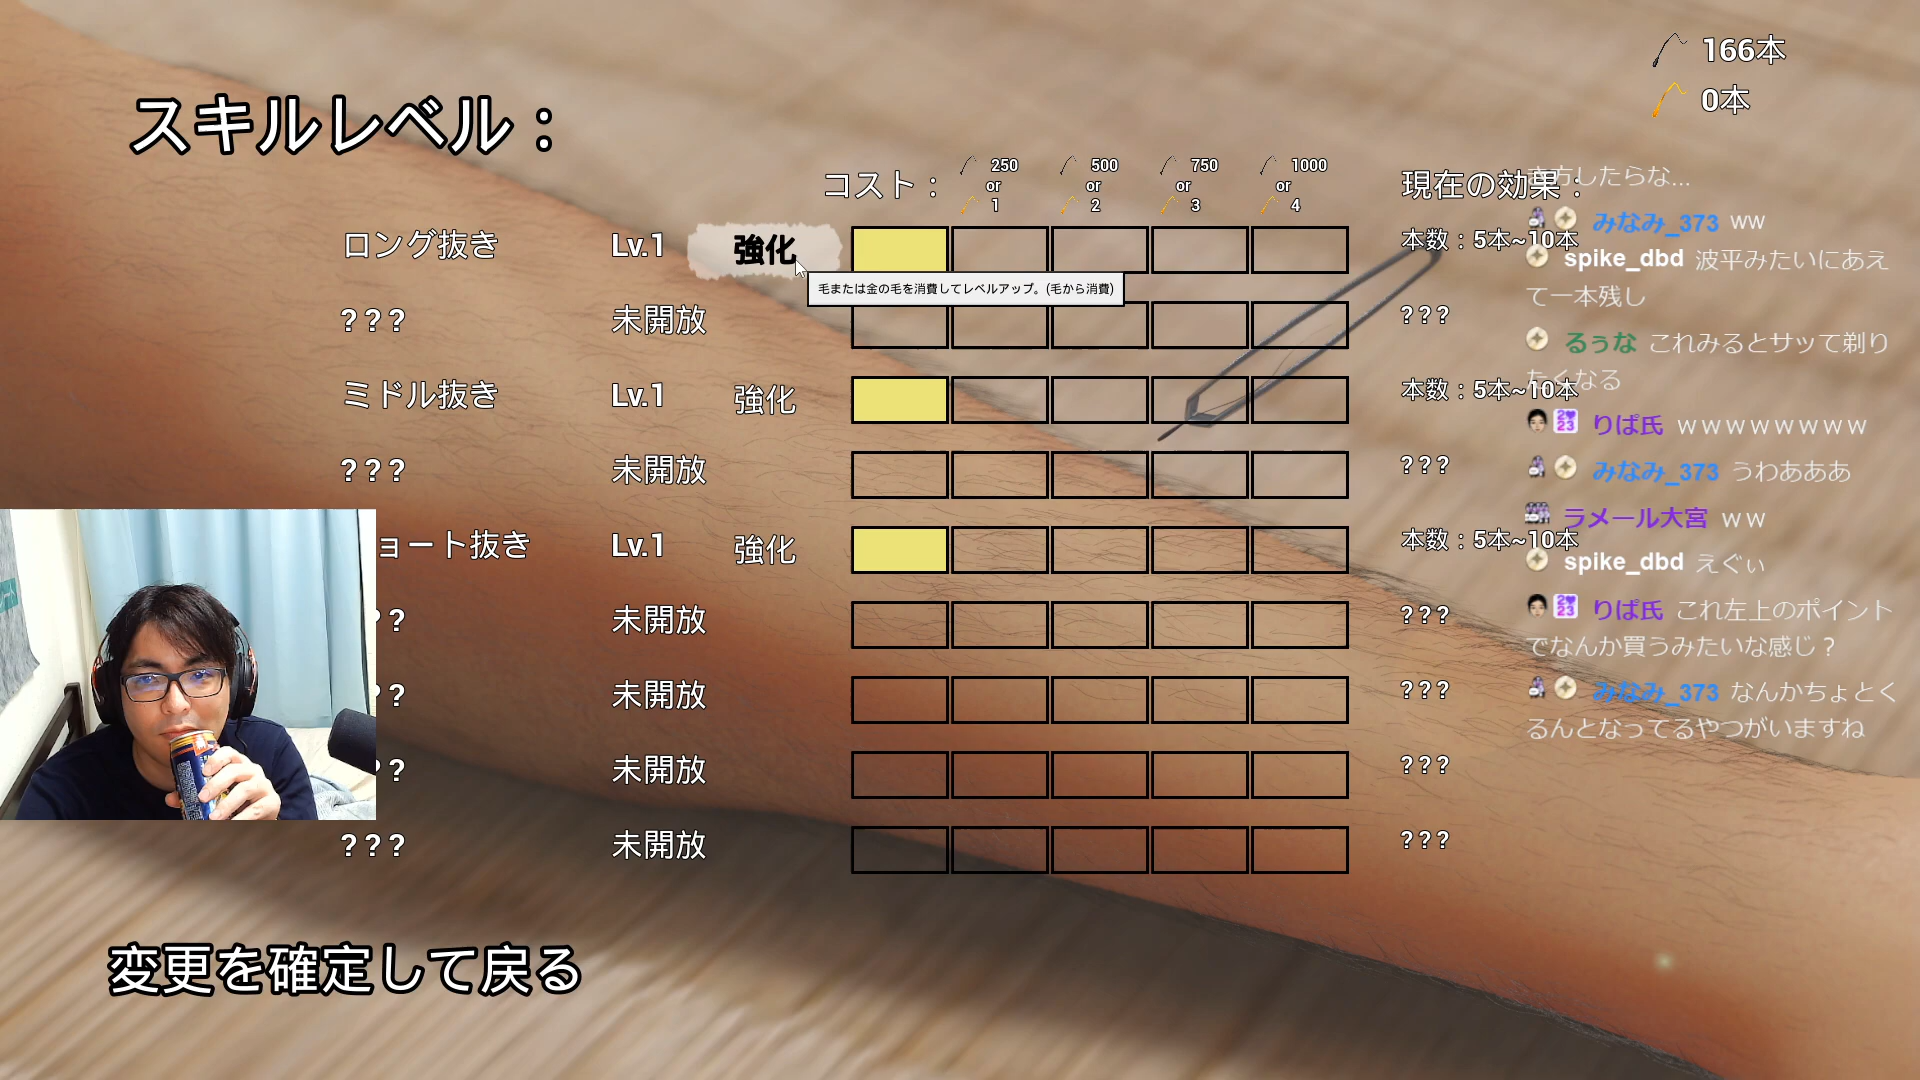 166本
0本
スキルレベル：
コスト：
250
or
1
500
or
2
750
or
3
1000
or
4
現在の効果：
ロング抜き Lv.1 強化 本数：5本~10本
毛または金の毛を消費してレベルアップ。(毛から消費)
??? 未開放 ???
ミドル抜き Lv.1 強化 本数：5本~10本
??? 未開放 ???
ョート抜き Lv.1 強化 本数：5本~10本
?? 未開放 ???
?? 未開放 ???
?? 未開放 ???
??? 未開放 ???
変更を確定して戻る
方したらな...
みなみ_373 ww
spike_dbd 波平みたいにあえ
て一本残し
るぅな これみるとサッて剃り
たくなる
りぱ氏 ｗｗｗｗｗｗｗｗ
みなみ_373 うわあああ
ラメール大宮 ｗｗ
spike_dbd えぐぃ
りぱ氏 これ左上のポイント
でなんか買うみたいな感じ？
みなみ_373 なんかちょとく
るんとなってるやつがいますね